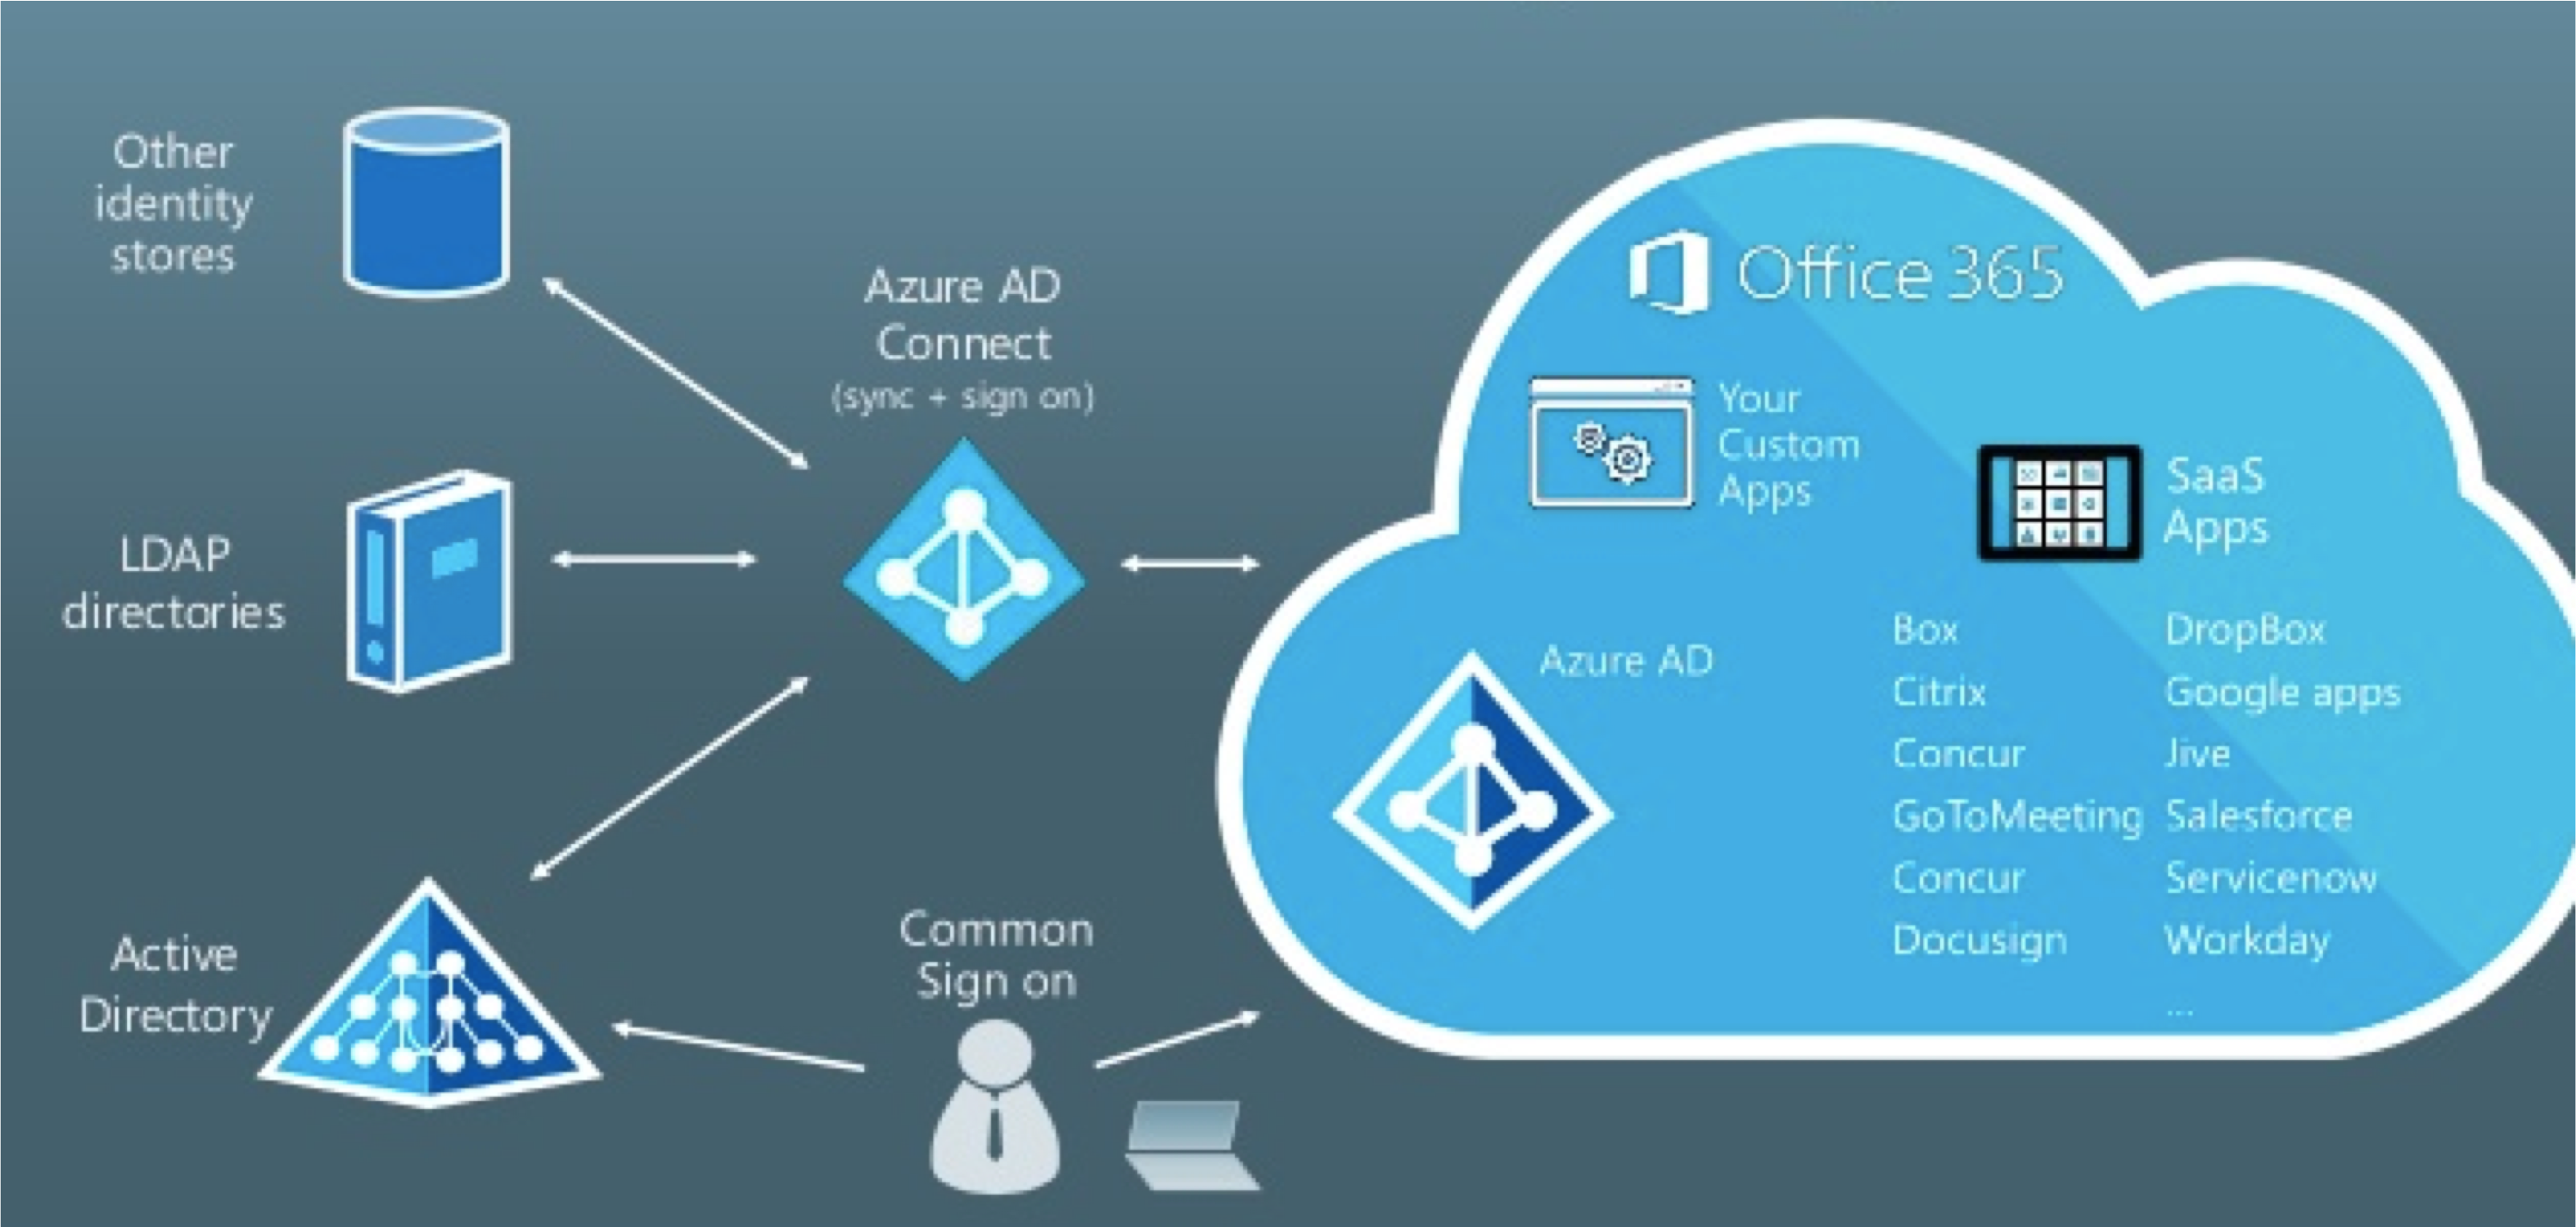 Other
identity
stores
LDAP
directories
Active
Directory
Azure AD
Connect
(sync + sign on)
Common
Sign on
Office 365
Your
Custom
Apps
SaaS
Apps
Azure AD
Box
Citrix
Concur
GoToMeeting
Concur
Docusign
DropBox
Google apps
Jive
Salesforce
Servicenow
Workday
...